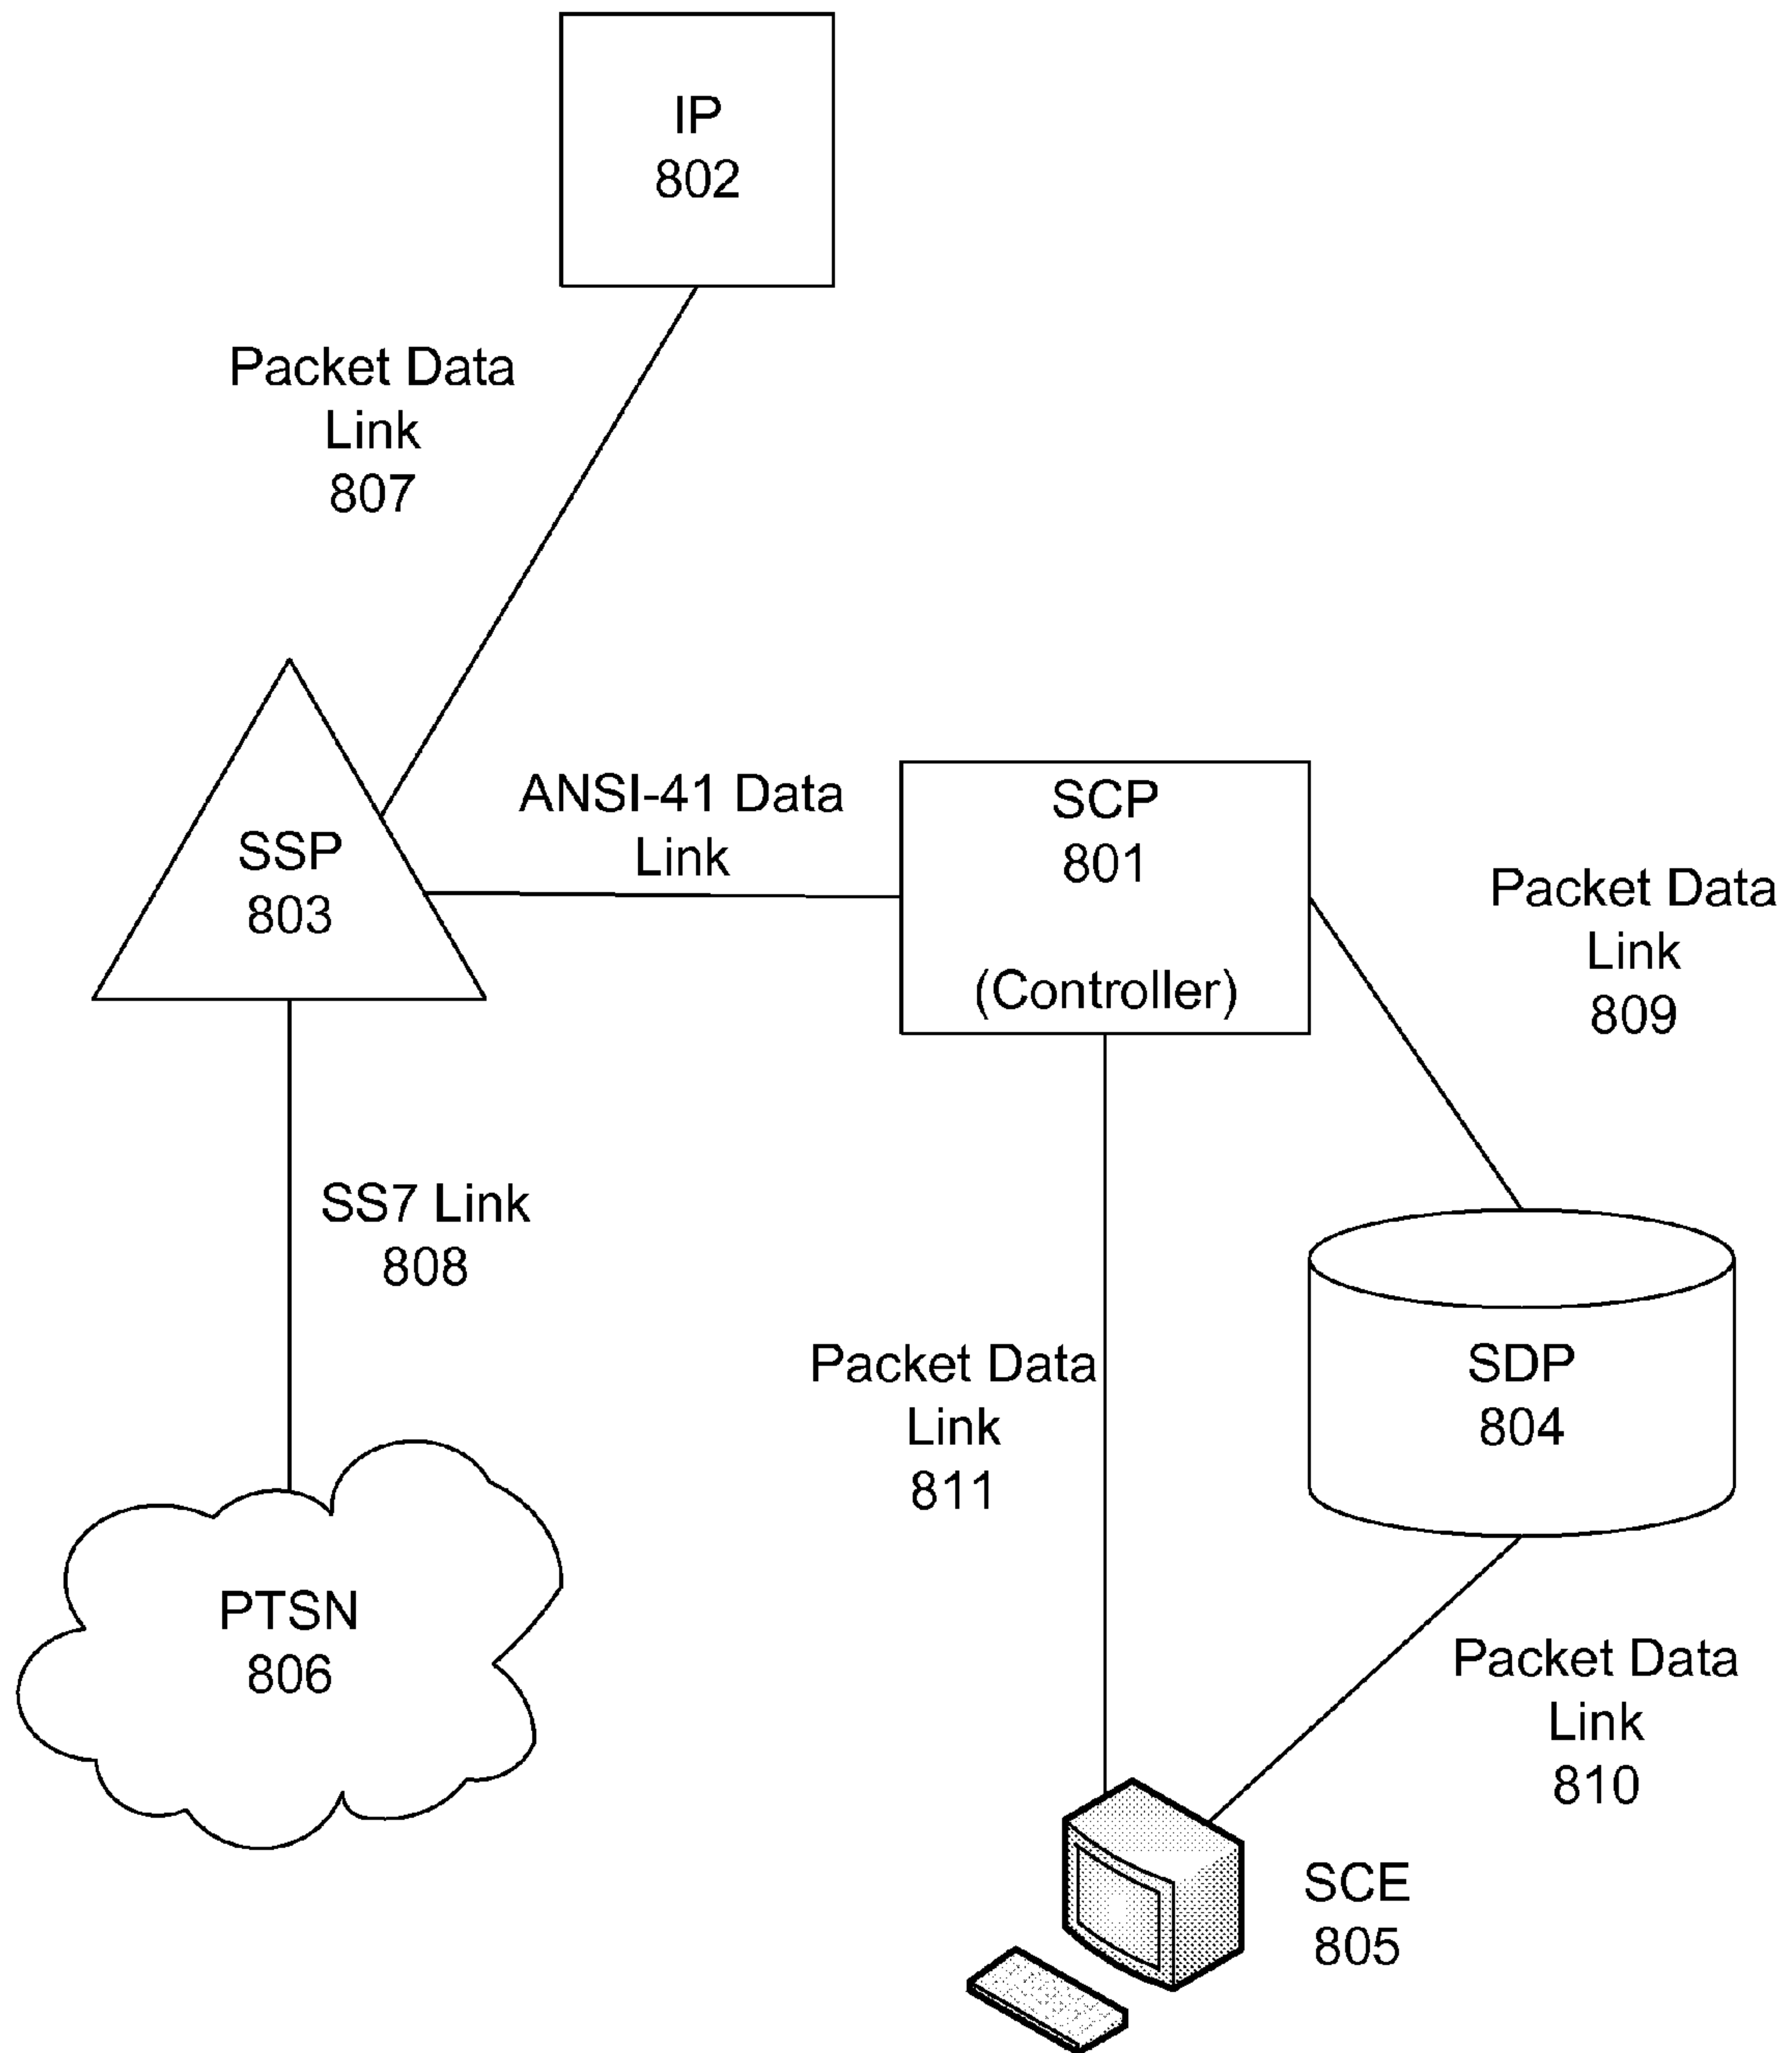 IP
802
Packet Data
Link
807
SSP
803
ANSI-41 Data
Link
SCP
801
(Controller)
Packet Data
Link
809
SS7 Link
808
Packet Data
Link
811
SDP
804
PTSN
806
Packet Data
Link
810
SCE
805